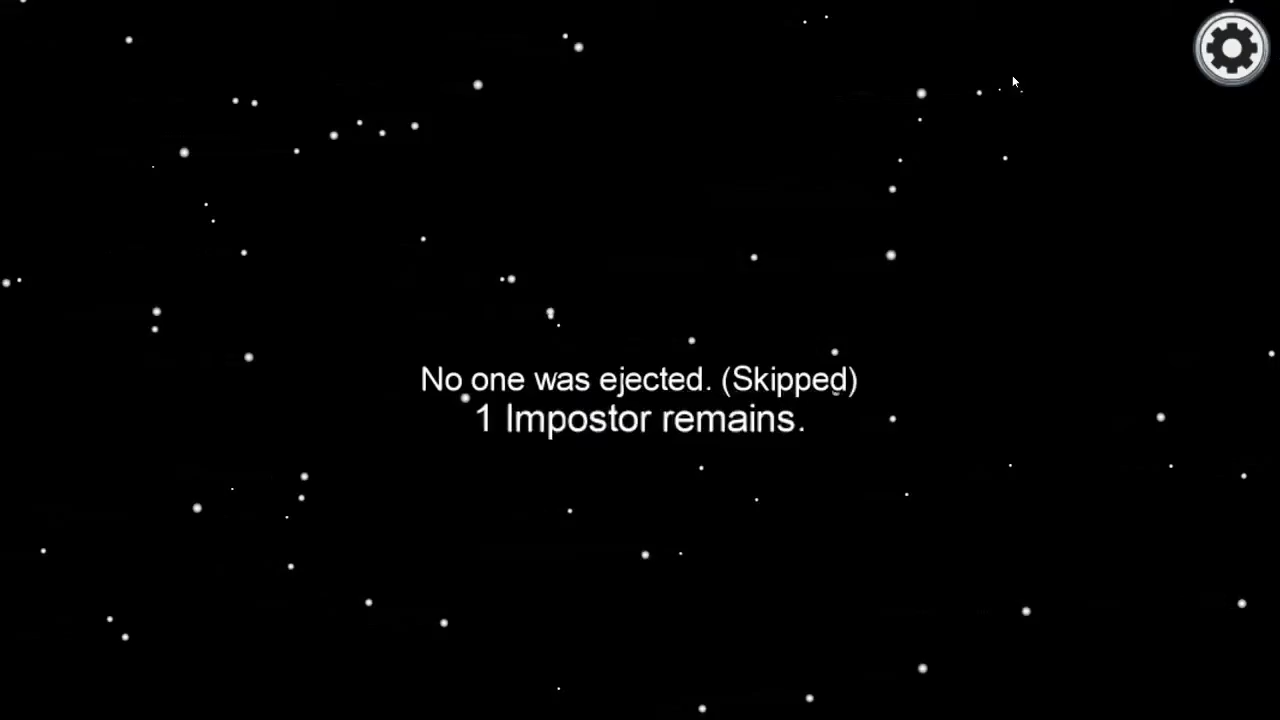 No one was ejected. (Skipped)
1 Impostor remains.